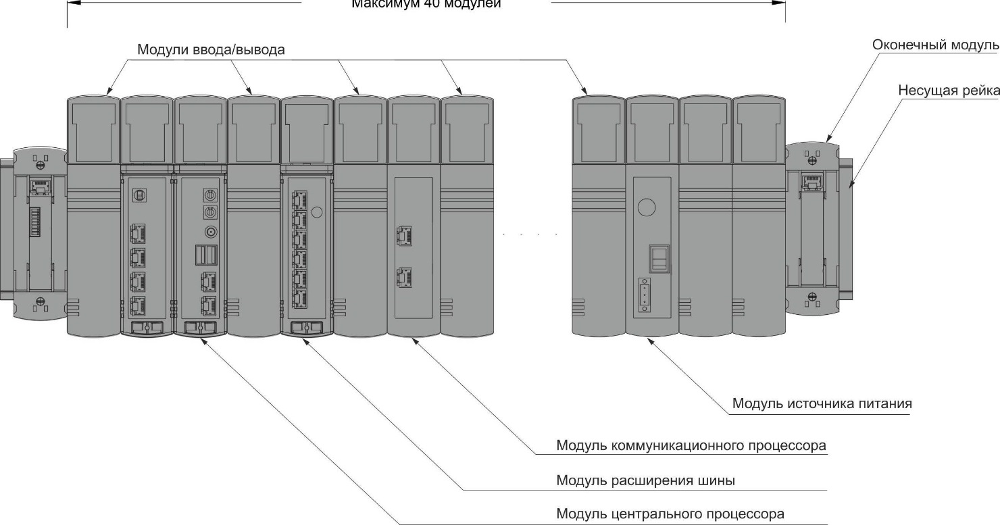 Максимум 40 модулей
Модули ввода/вывода
Оконечный модуль
Несущая рейка
Модуль источника питания
Модуль коммуникационного процессора
Модуль расширения шины
Модуль центрального процессора